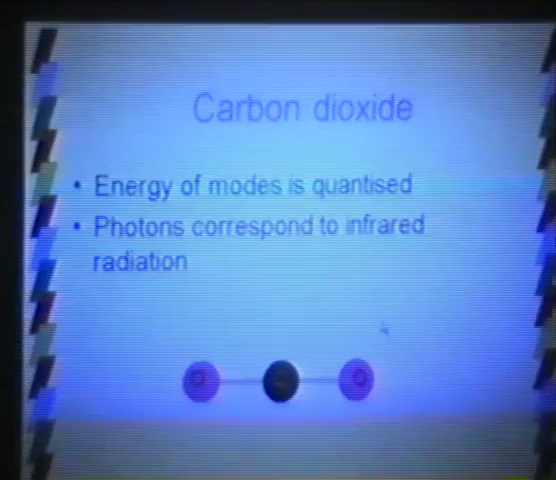 Carbon dioxide
• Energy of modes is quantised
• Photons correspond to infrared
radiation
O O